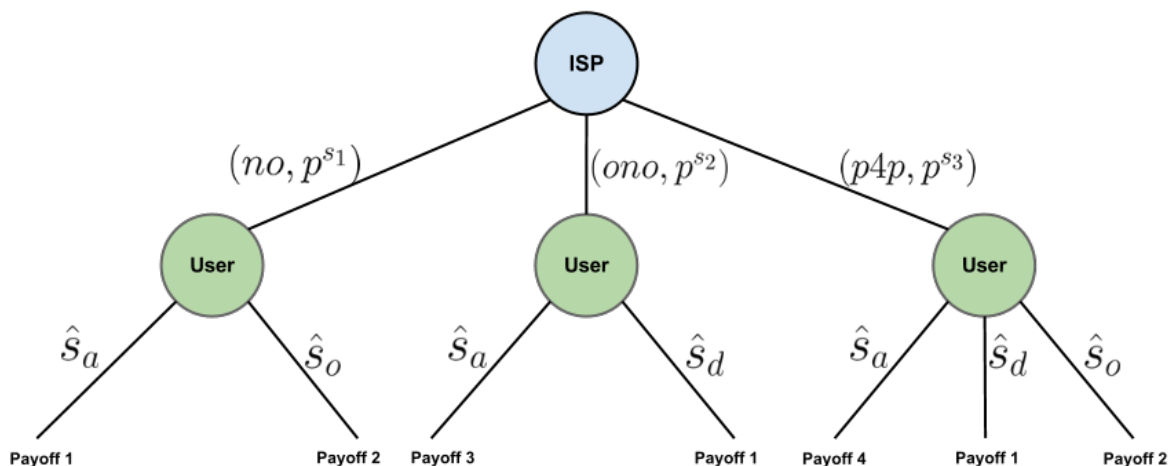 ISP
(no, p^{s_1})
(ono, p^{s_2})
(p4p, p^{s_3})
User
User
User
ŝ_a
ŝ_o
ŝ_a
ŝ_d
ŝ_a
ŝ_d
ŝ_o
Payoff 1
Payoff 2
Payoff 3
Payoff 1
Payoff 4
Payoff 1
Payoff 2